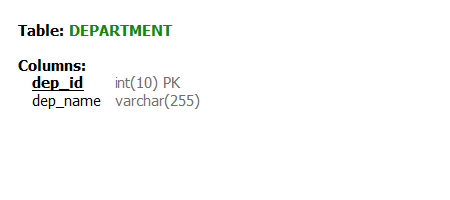 Table: DEPARTMENT
Columns:
dep_id int(10) PK
dep_name varchar(255)